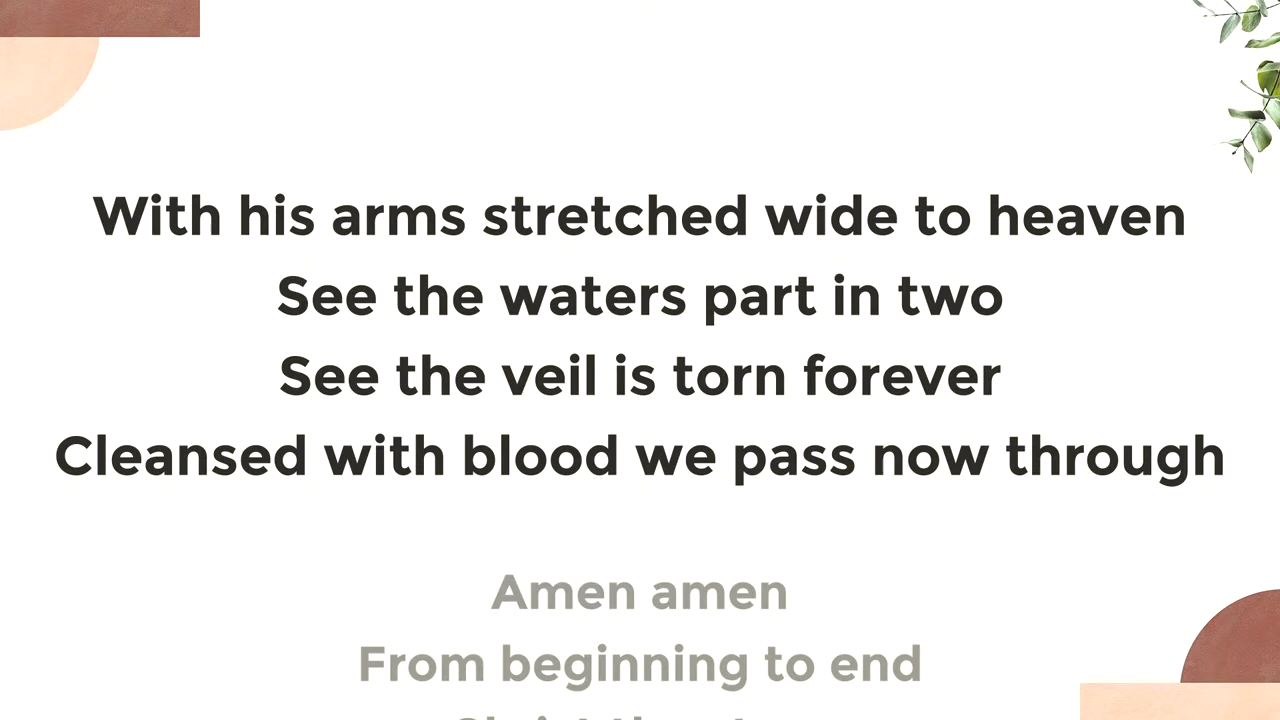 With his arms stretched wide to heaven
See the waters part in two
See the veil is torn forever
Cleansed with blood we pass now through
Amen amen
From beginning to end